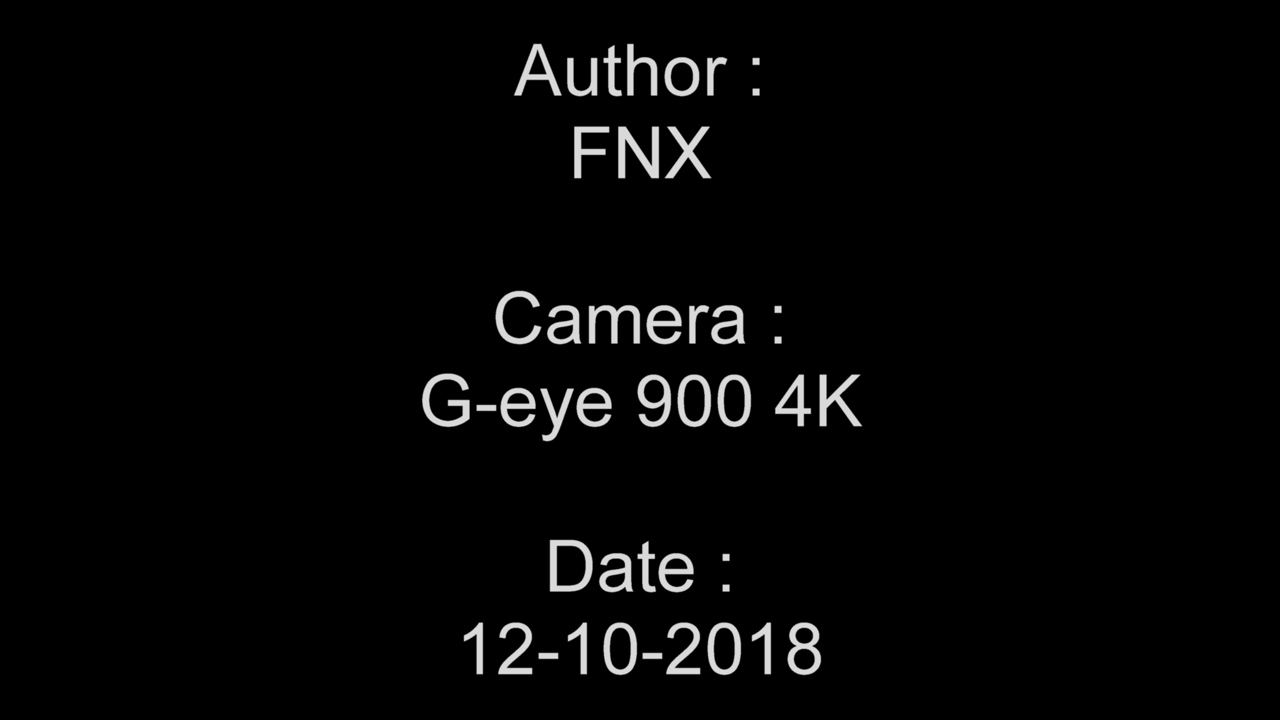 Author :
FNX
Camera :
G-eye 900 4K
Date :
12-10-2018